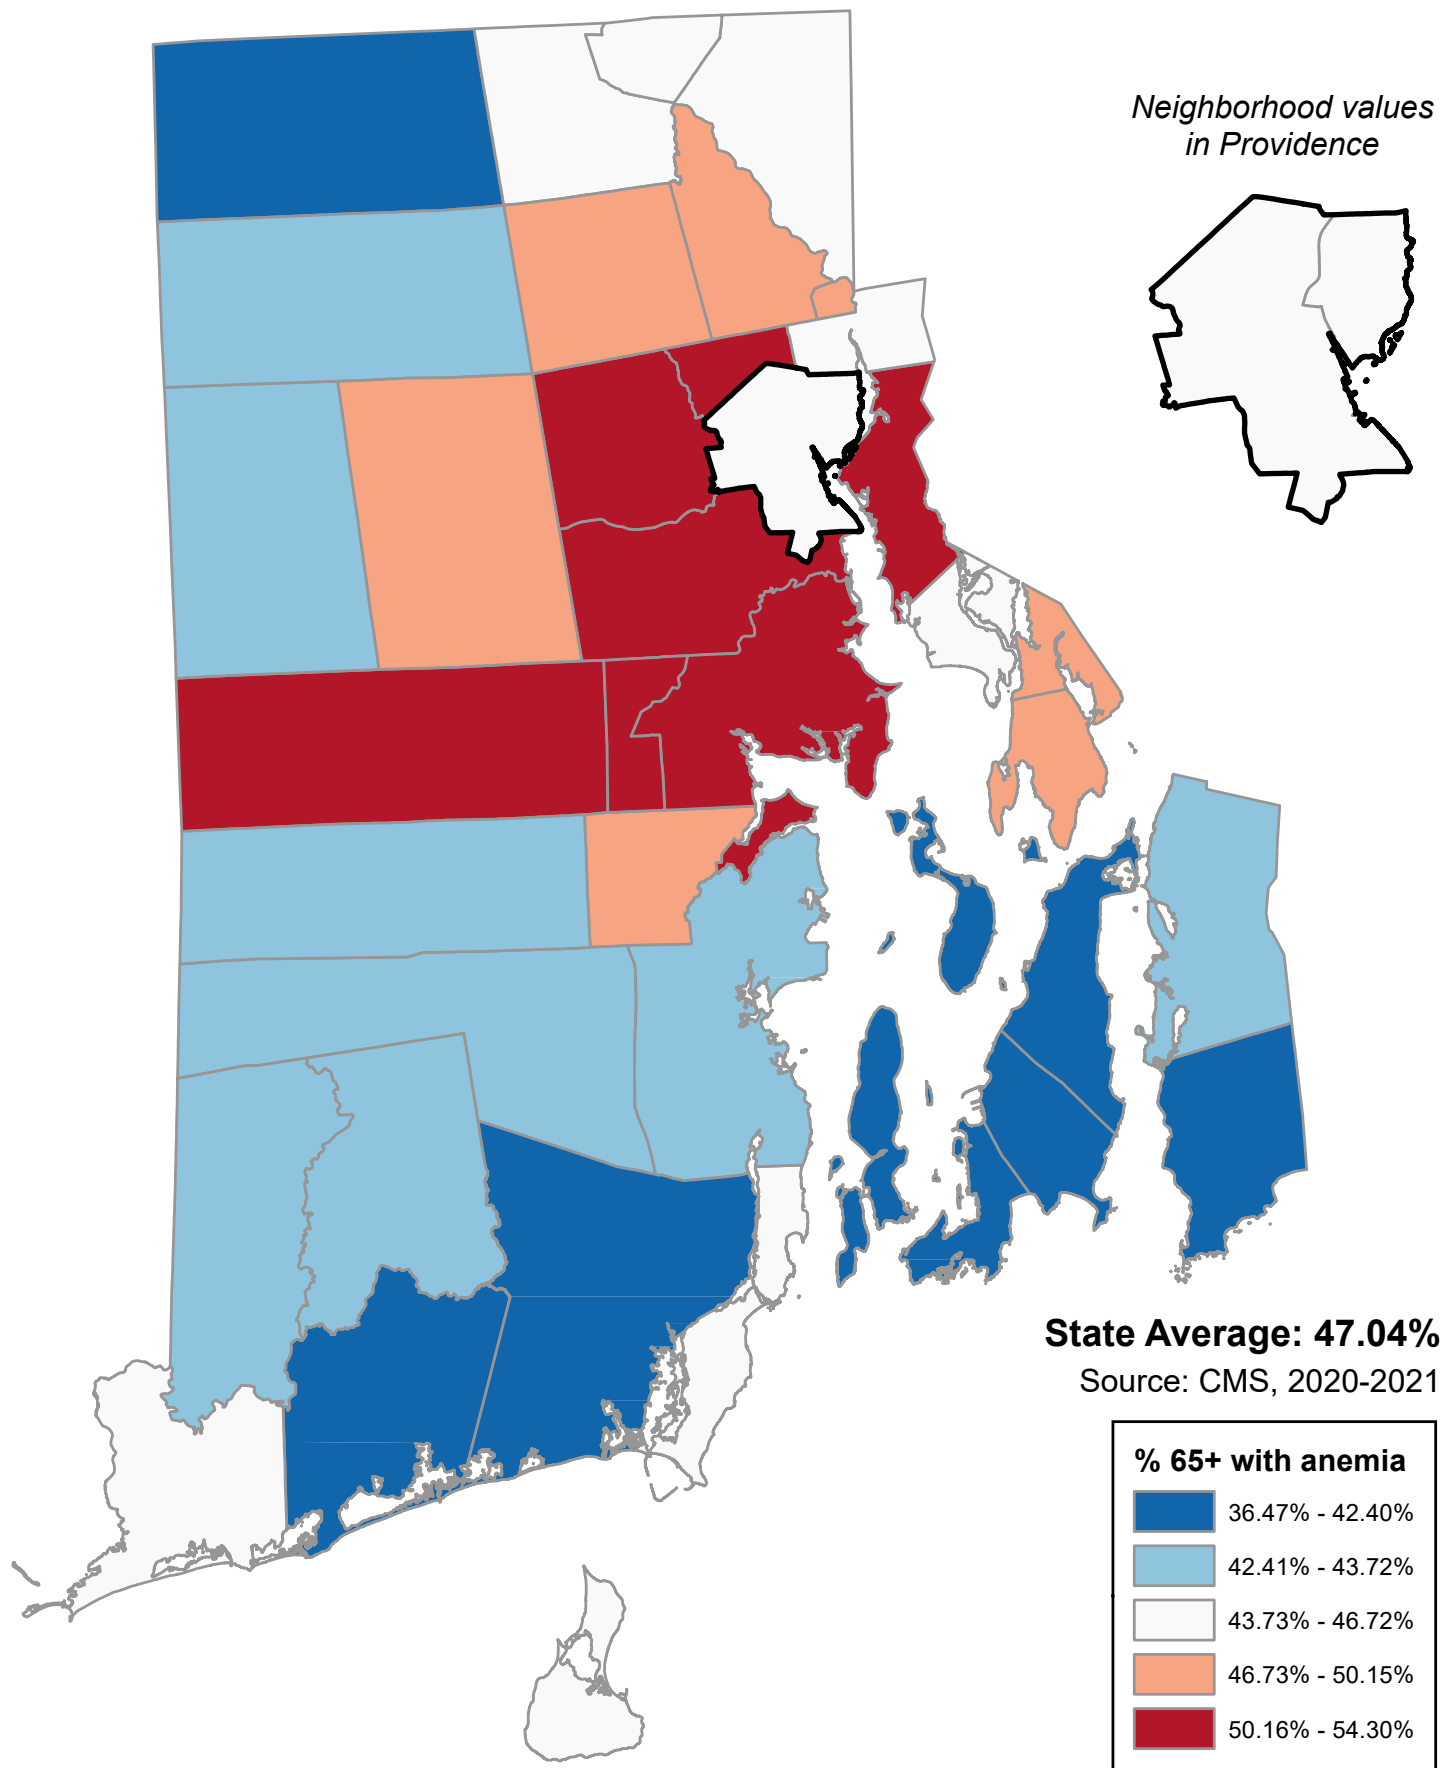 Neighborhood values
in Providence
State Average: 47.04%
Source: CMS, 2020-2021
% 65+ with anemia
36.47% - 42.40%
42.41% - 43.72%
43.73% - 46.72%
46.73% - 50.15%
50.16% - 54.30%